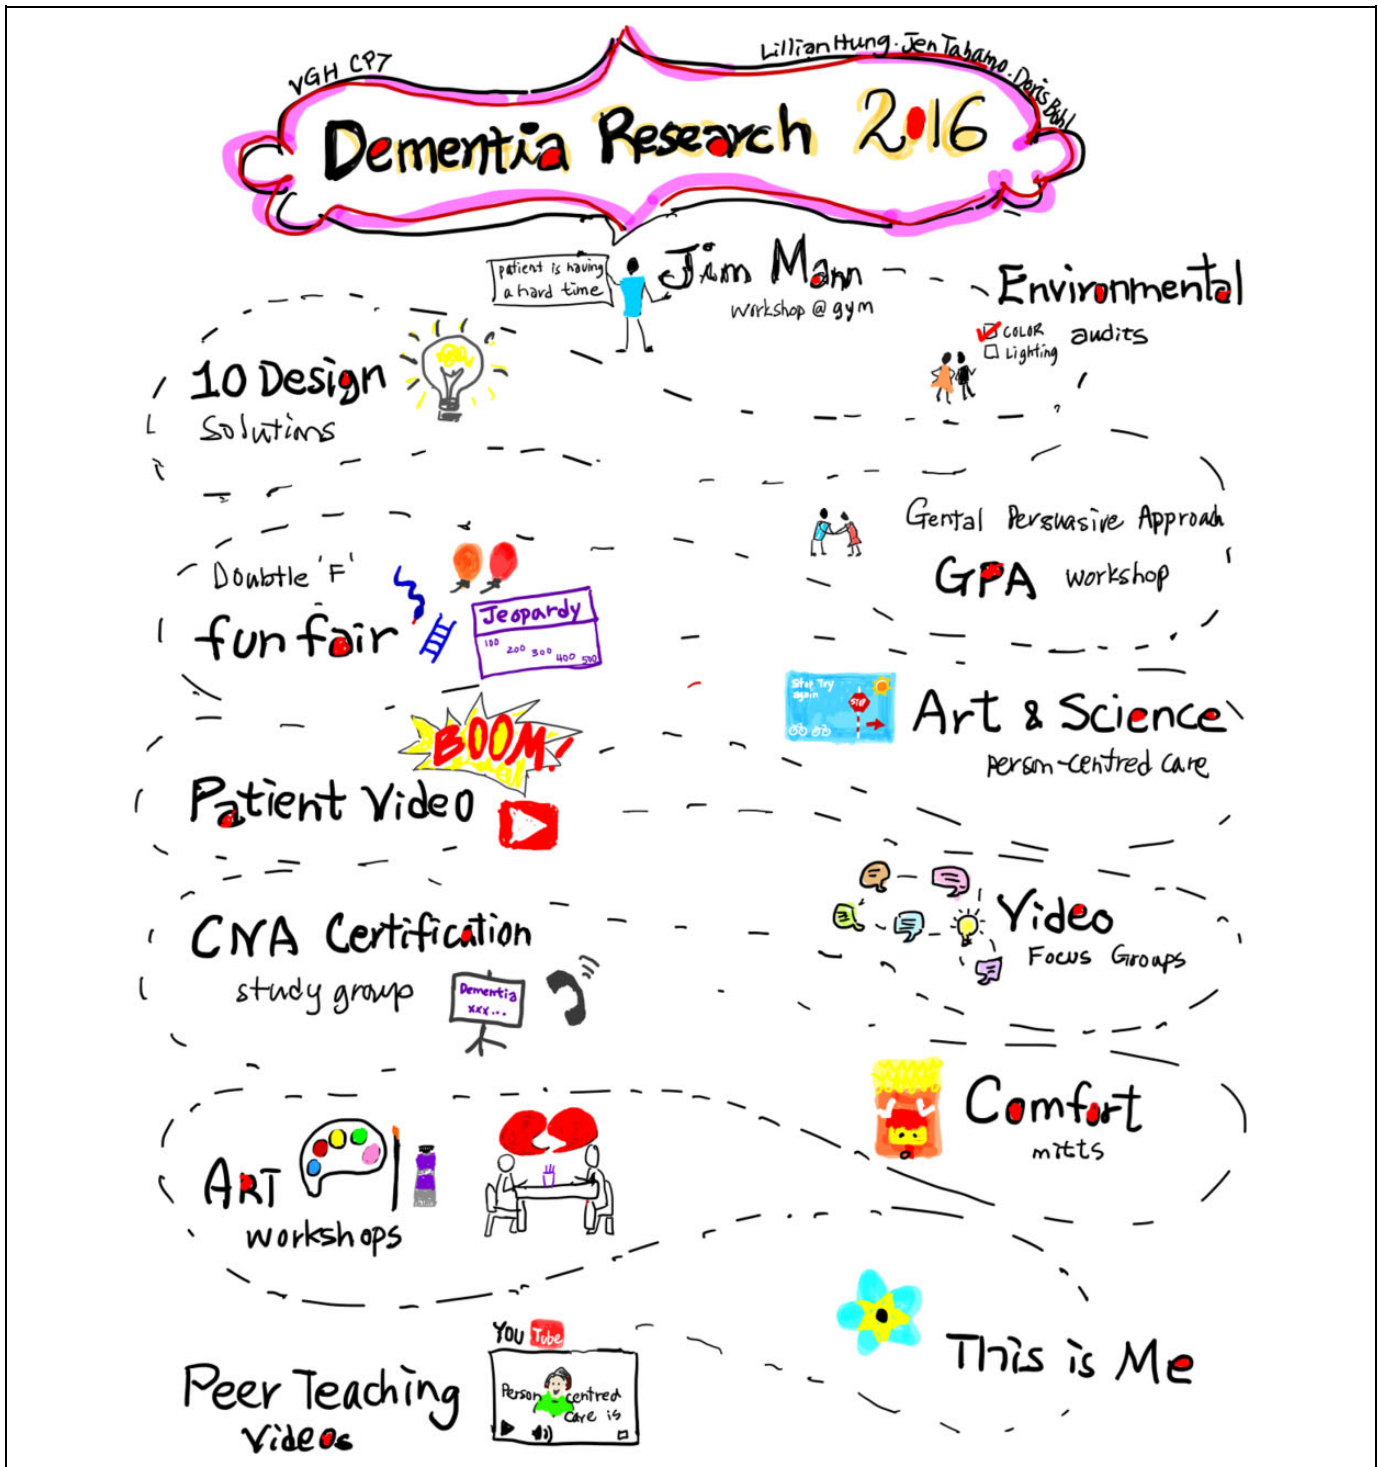 VGH CP7
Lillian Hung. Jen Tabamo. Doris Bohl
Dementia Research 2016
patient is having
a hard time
Jim Mann
workshop @ gym
Environmental
audits
COLOR
Lighting
10 Design
Solutions
Gental Persuasive Approach
GPA workshop
Doubtle 'F'
fun fair
Jeopardy
100 200 300 400 500
Stop Try
again
STOP
Art & Science
person-centred care
BOOM!
Patient Video
Video
Focus Groups
CNA Certification
study group
Dementia
xxx...
Comfort
mitts
ART
workshops
This is Me
YOU Tube
Person centred
care is
Peer Teaching
Videos